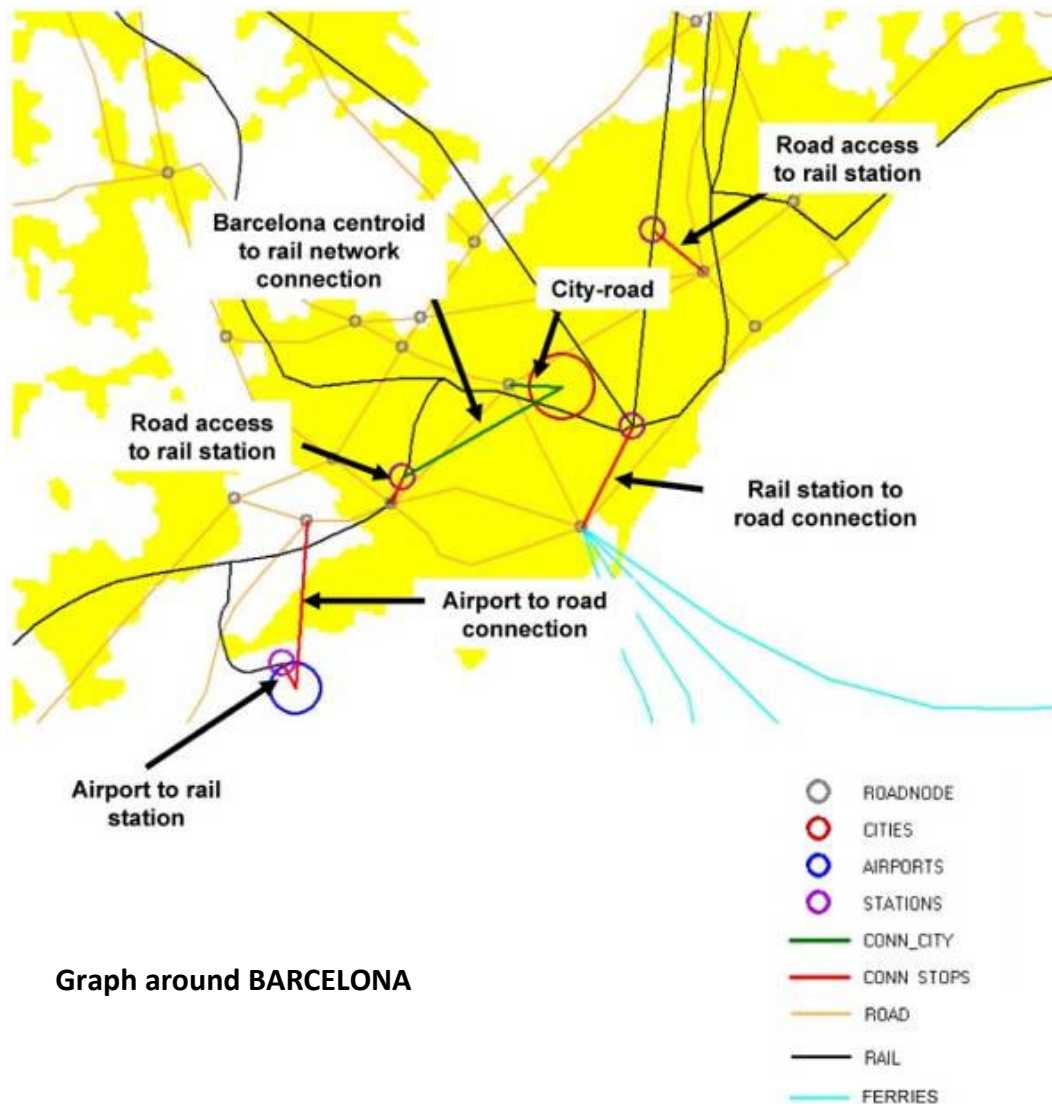 Road access
to rail station
Barcelona centroid
to rail network
connection
City-road
Road access
to rail station
Rail station to
road connection
Airport to road
connection
Airport to rail
station
ROADNODE
CITIES
AIRPORTS
STATIONS
CONN_CITY
CONN STOPS
ROAD
RAIL
FERRIES
Graph around BARCELONA